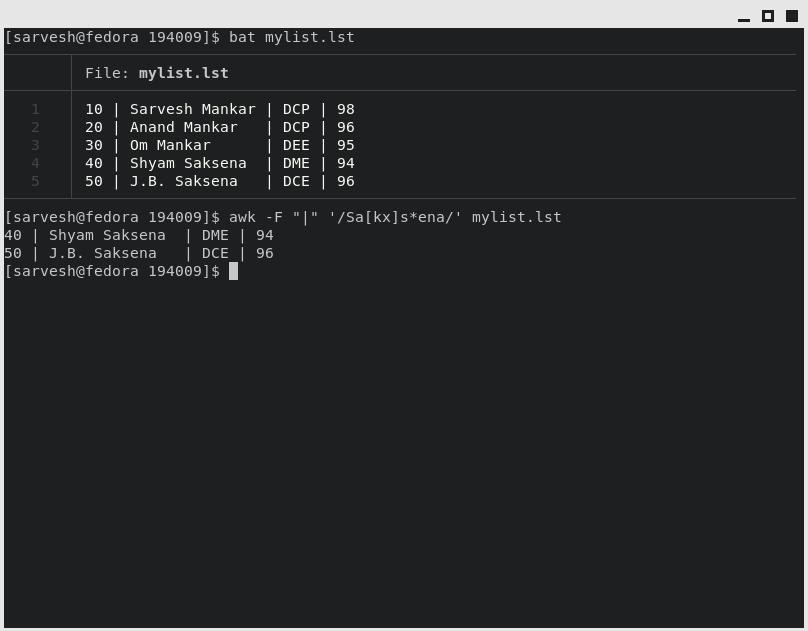 [sarvesh@fedora 194009]$ bat mylist.lst
File: mylist.lst
1 10 | Sarvesh Mankar | DCP | 98
2 20 | Anand Mankar   | DCP | 96
3 30 | Om Mankar      | DEE | 95
4 40 | Shyam Saksena  | DME | 94
5 50 | J.B. Saksena   | DCE | 96
[sarvesh@fedora 194009]$ awk -F "|" '/Sa[kx]s*ena/' mylist.lst
40 | Shyam Saksena  | DME | 94
50 | J.B. Saksena   | DCE | 96
[sarvesh@fedora 194009]$